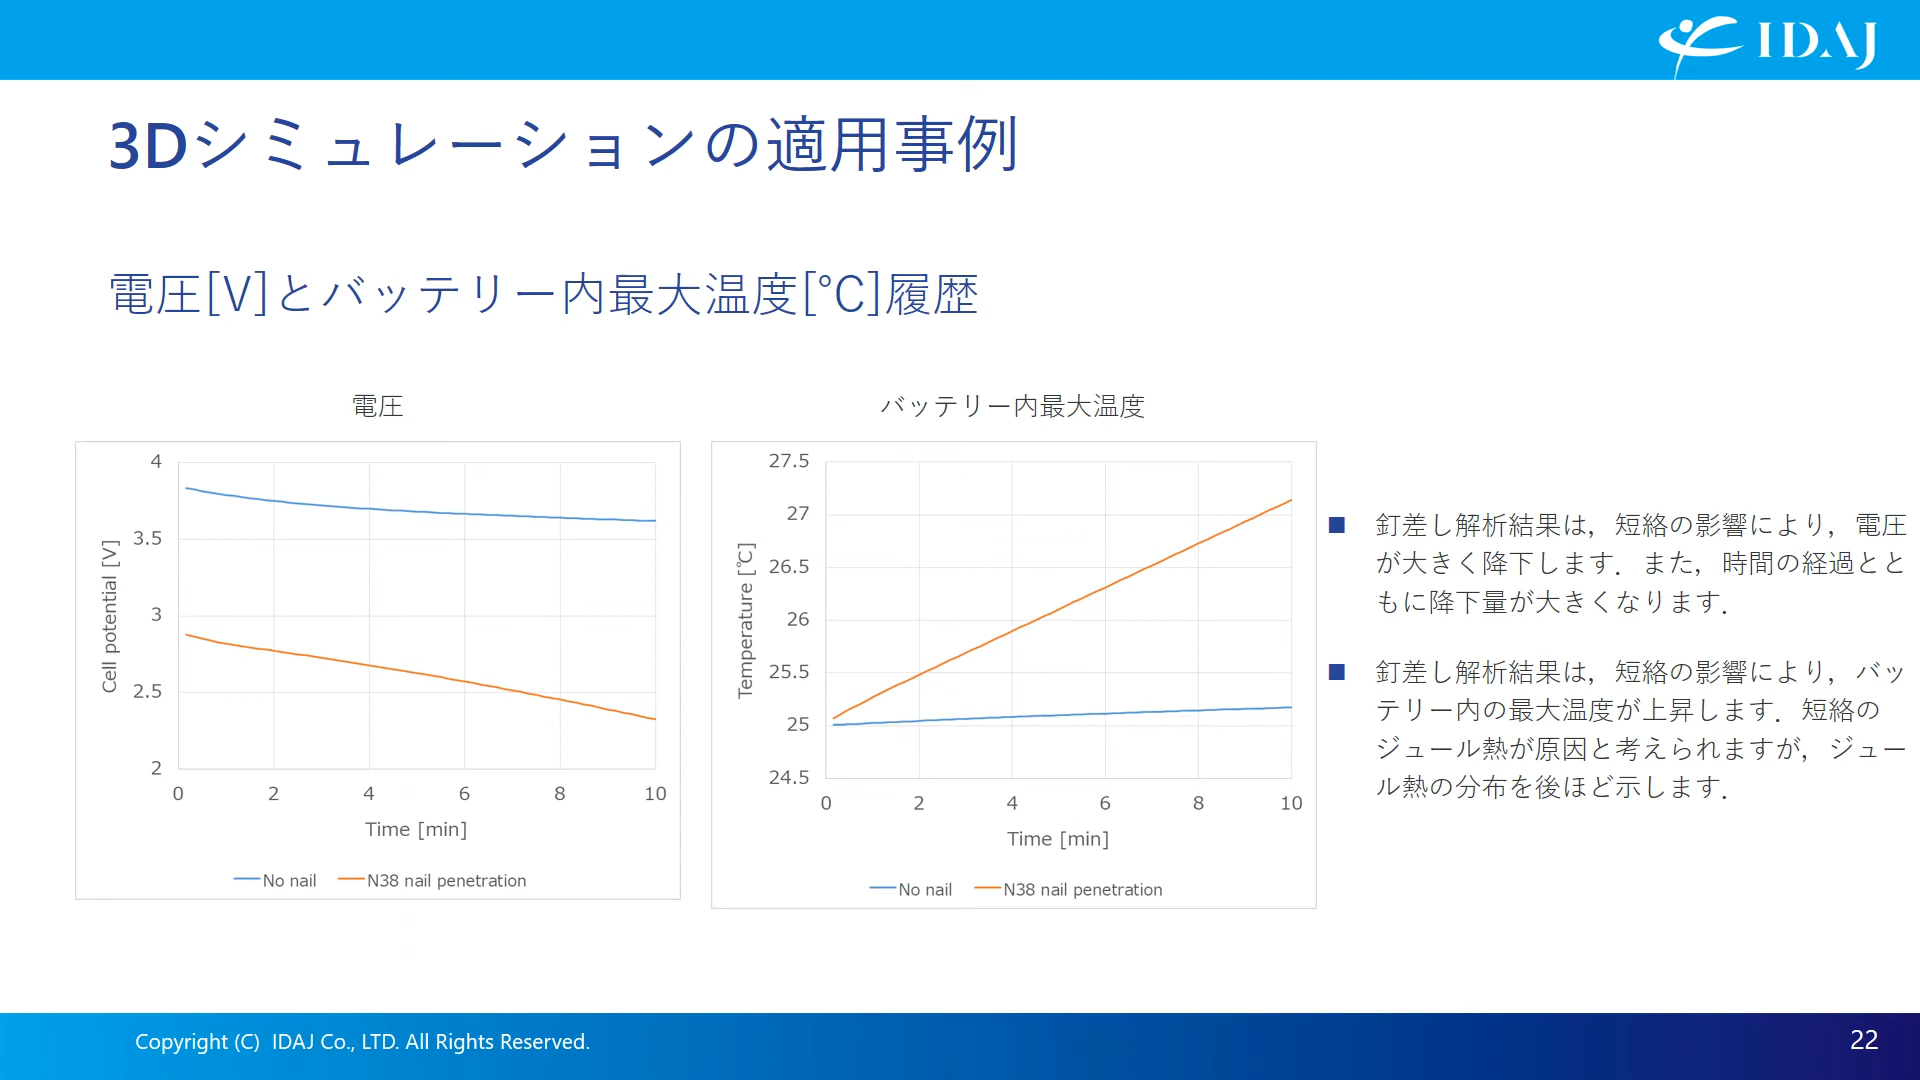 IDAJ
3Dシミュレーションの適用事例
電圧[V]とバッテリー内最大温度[℃]履歴
電圧
4
3.5
3
2.5
2
Cell potential [V]
0 2 4 6 8 10
Time [min]
No nail N38 nail penetration
バッテリー内最大温度
27.5
27
26.5
26
25.5
25
24.5
Temperature [℃]
0 2 4 6 8 10
Time [min]
No nail N38 nail penetration
■ 釘差し解析結果は，短絡の影響により，電圧
が大きく降下します．また，時間の経過とと
もに降下量が大きくなります．
■ 釘差し解析結果は，短絡の影響により，バッ
テリー内の最大温度が上昇します．短絡の
ジュール熱が原因と考えられますが，ジュー
ル熱の分布を後ほど示します．
Copyright (C)  IDAJ Co., LTD. All Rights Reserved.
22